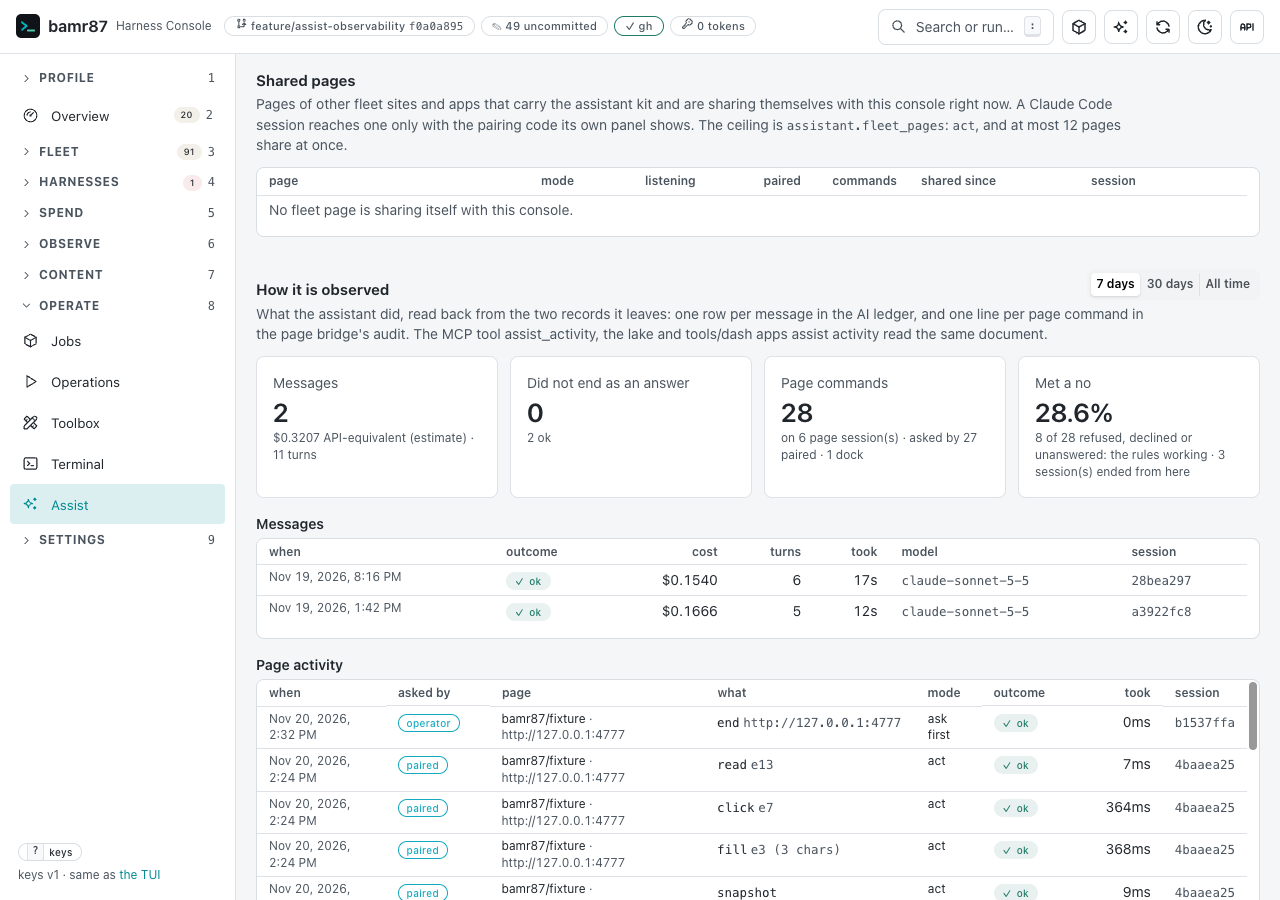 bamr87 Harness Console feature/assist-observability f0a0a895 49 uncommitted ✓ gh 0 tokens Search or run... : API
PROFILE 1
Overview 20 2
FLEET 91 3
HARNESSES 1 4
SPEND 5
OBSERVE 6
CONTENT 7
OPERATE 8
Jobs
Operations
Toolbox
Terminal
Assist
SETTINGS 9
? keys
keys v1 · same as the TUI
Shared pages
Pages of other fleet sites and apps that carry the assistant kit and are sharing themselves with this console right now. A Claude Code
session reaches one only with the pairing code its own panel shows. The ceiling is assistant.fleet_pages: act, and at most 12 pages
share at once.
page mode listening paired commands shared since session
No fleet page is sharing itself with this console.
How it is observed
7 days 30 days All time
What the assistant did, read back from the two records it leaves: one row per message in the AI ledger, and one line per page command in
the page bridge's audit. The MCP tool assist_activity, the lake and tools/dash apps assist activity read the same document.
Messages
2
$0.3207 API-equivalent (estimate) ·
11 turns
Did not end as an answer
0
2 ok
Page commands
28
on 6 page session(s) · asked by 27
paired · 1 dock
Met a no
28.6%
8 of 28 refused, declined or
unanswered: the rules working · 3
session(s) ended from here
Messages
when outcome cost turns took model session
Nov 19, 2026, 8:16 PM ✓ ok $0.1540 6 17s claude-sonnet-5-5 28bea297
Nov 19, 2026, 1:42 PM ✓ ok $0.1666 5 12s claude-sonnet-5-5 a3922fc8
Page activity
when asked by page what mode outcome took session
Nov 20, 2026, operator bamr87/fixture · end http://127.0.0.1:4777 ask ✓ ok 0ms b1537ffa
2:32 PM http://127.0.0.1:4777 first
Nov 20, 2026, paired bamr87/fixture · read e13 act ✓ ok 7ms 4baaea25
2:24 PM http://127.0.0.1:4777
Nov 20, 2026, paired bamr87/fixture · click e7 act ✓ ok 364ms 4baaea25
2:24 PM http://127.0.0.1:4777
Nov 20, 2026, paired bamr87/fixture · fill e3 (3 chars) act ✓ ok 368ms 4baaea25
2:24 PM http://127.0.0.1:4777
Nov 20, 2026, paired bamr87/fixture · snapshot act ✓ ok 9ms 4baaea25